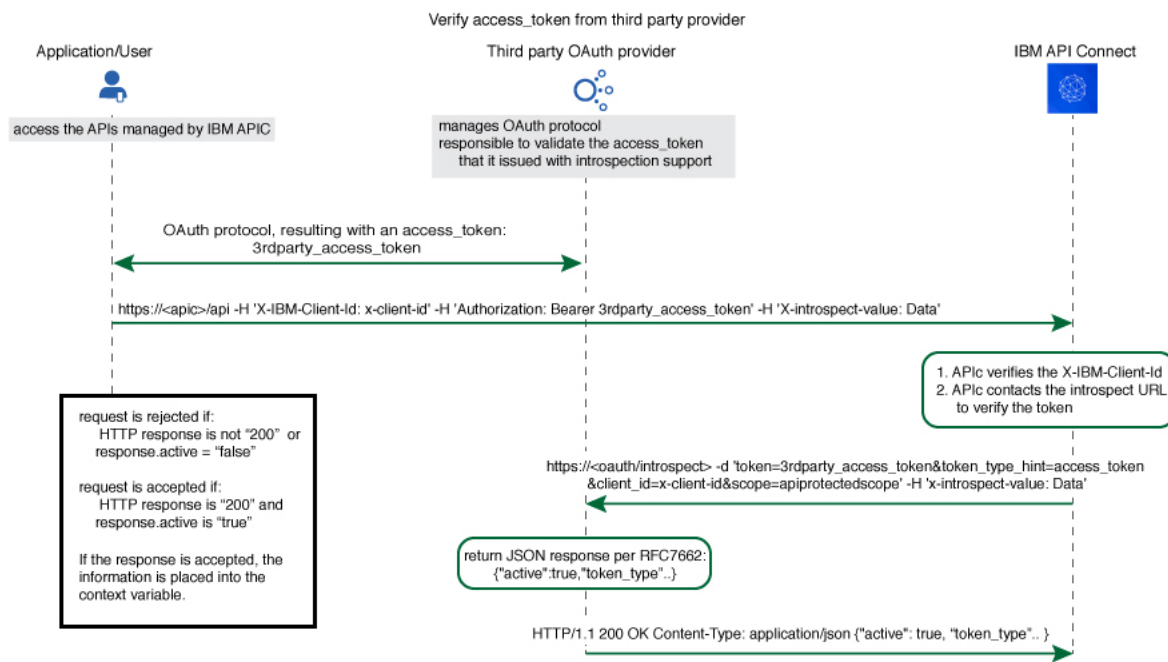 Verify access_token from third party provider
Application/User
Third party OAuth provider
IBM API Connect
access the APIs managed by IBM APIC
manages OAuth protocol
responsible to validate the access_token
that it issued with introspection support
OAuth protocol, resulting with an access_token:
3rdparty_access_token
https://<apic>/api -H 'X-IBM-Client-Id: x-client-id' -H 'Authorization: Bearer 3rdparty_access_token' -H 'X-introspect-value: Data'
1. APIc verifies the X-IBM-Client-Id
2. APIc contacts the introspect URL
to verify the token
request is rejected if:
HTTP response is not “200” or
response.active = “false”
request is accepted if:
HTTP response is “200” and
response.active is “true”
If the response is accepted, the
information is placed into the
context variable.
https://<oauth/introspect> -d 'token=3rdparty_access_token&token_type_hint=access_token
&client_id=x-client-id&scope=apiprotectedscope' -H 'x-introspect-value: Data'
return JSON response per RFC7662:
{"active":true,"token_type"..}
HTTP/1.1 200 OK Content-Type: application/json {"active": true, “token_type”.. }